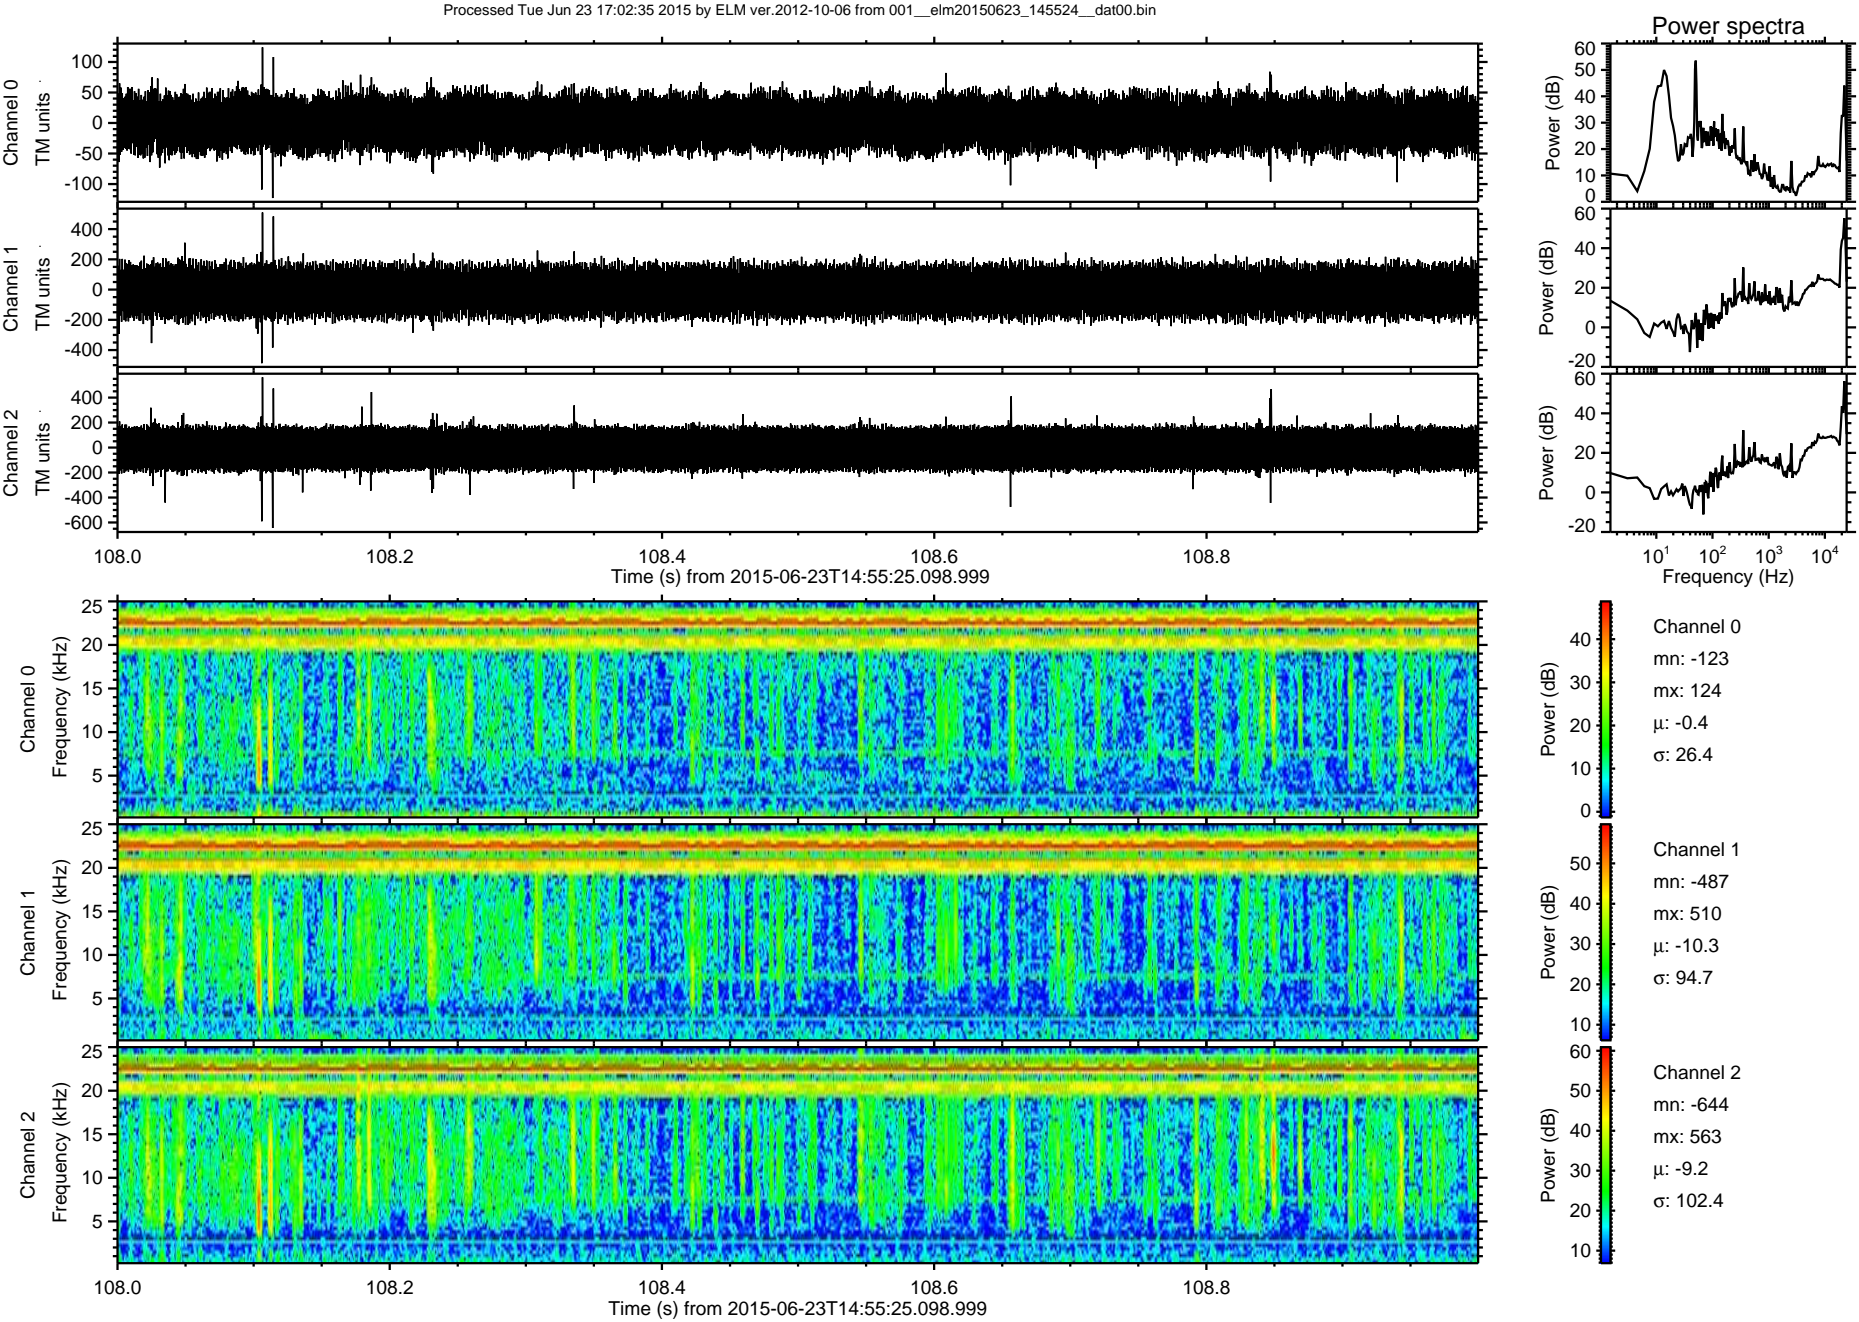 Processed Tue Jun 23 17:02:35 2015 by ELM ver.2012-10-06 from 001__elm20150623_145524__dat00.bin
Power spectra
Channel 0
TM units
100
50
0
-50
-100
Power (dB)
60
50
40
30
20
10
0
Channel 1
TM units
400
200
0
-200
-400
Power (dB)
60
40
20
0
-20
Channel 2
TM units
400
200
0
-200
-400
-600
Power (dB)
60
40
20
0
-20
108.0 108.2 108.4 108.6 108.8
Time (s) from 2015-06-23T14:55:25.098.999
10¹ 10² 10³ 10⁴
Frequency (Hz)
Channel 0
Frequency (kHz)
25
20
15
10
5
Power (dB)
40
30
20
10
0
Channel 0
mn: -123
mx: 124
μ: -0.4
σ: 26.4
Channel 1
Frequency (kHz)
25
20
15
10
5
Power (dB)
50
40
30
20
10
Channel 1
mn: -487
mx: 510
μ: -10.3
σ: 94.7
Channel 2
Frequency (kHz)
25
20
15
10
5
Power (dB)
60
50
40
30
20
10
Channel 2
mn: -644
mx: 563
μ: -9.2
σ: 102.4
108.0 108.2 108.4 108.6 108.8
Time (s) from 2015-06-23T14:55:25.098.999